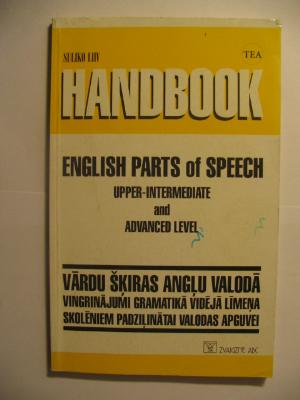 SULIKO LIIV
TEA
HANDBOOK
ENGLISH PARTS of SPEECH
UPPER-INTERMEDIATE
and
ADVANCED LEVEL
VĀRDU ŠĶIRAS ANGĻU VALODĀ
VINGRINĀJUMI GRAMATIKĀ VIDĒJĀ LĪMEŅA
SKOLĒNIEM PADZIĻINĀTAI VALODAS APGUVEI
ZVAIGZNE ABC